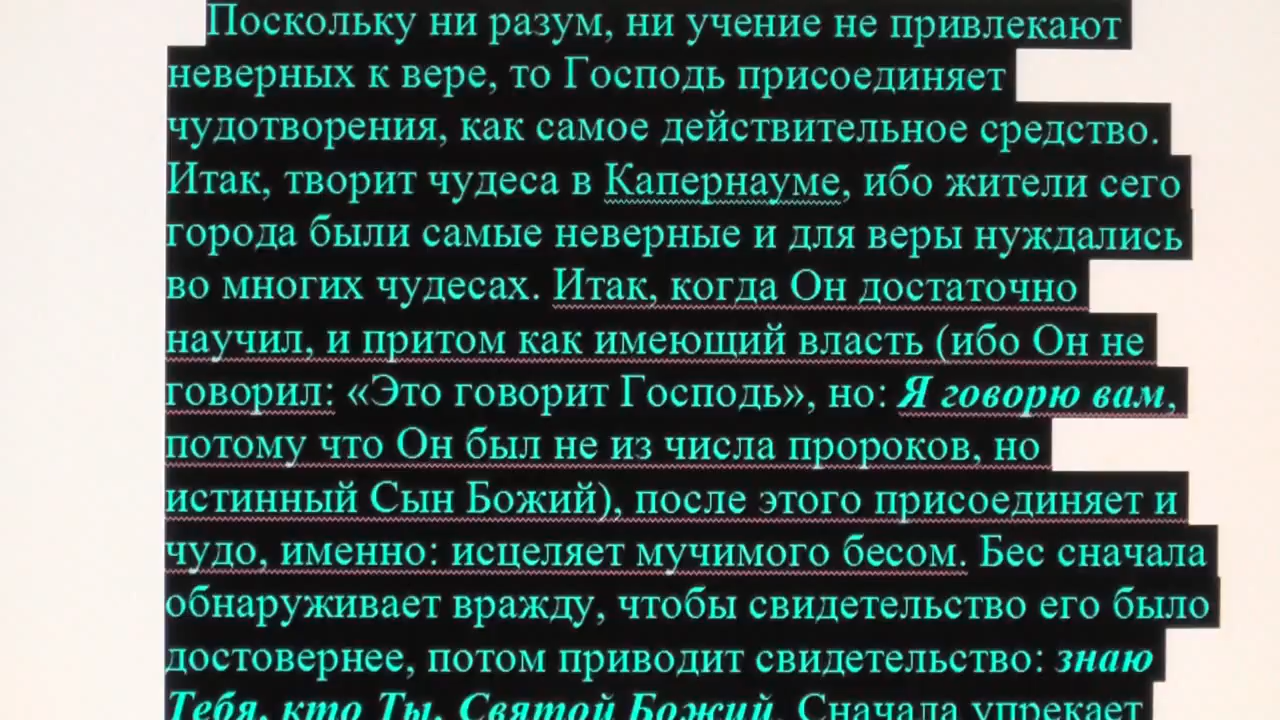 Поскольку ни разум, ни учение не привлекают
неверных к вере, то Господь присоединяет
чудотворения, как самое действительное средство.
Итак, творит чудеса в Капернауме, ибо жители сего
города были самые неверные и для веры нуждались
во многих чудесах. Итак, когда Он достаточно
научил, и притом как имеющий власть (ибо Он не
говорил: «Это говорит Господь», но: Я говорю вам,
потому что Он был не из числа пророков, но
истинный Сын Божий), после этого присоединяет и
чудо, именно: исцеляет мучимого бесом. Бес сначала
обнаруживает вражду, чтобы свидетельство его было
достовернее, потом приводит свидетельство: знаю
Тебя, кто Ты, Святой Божий. Сначала упрекает